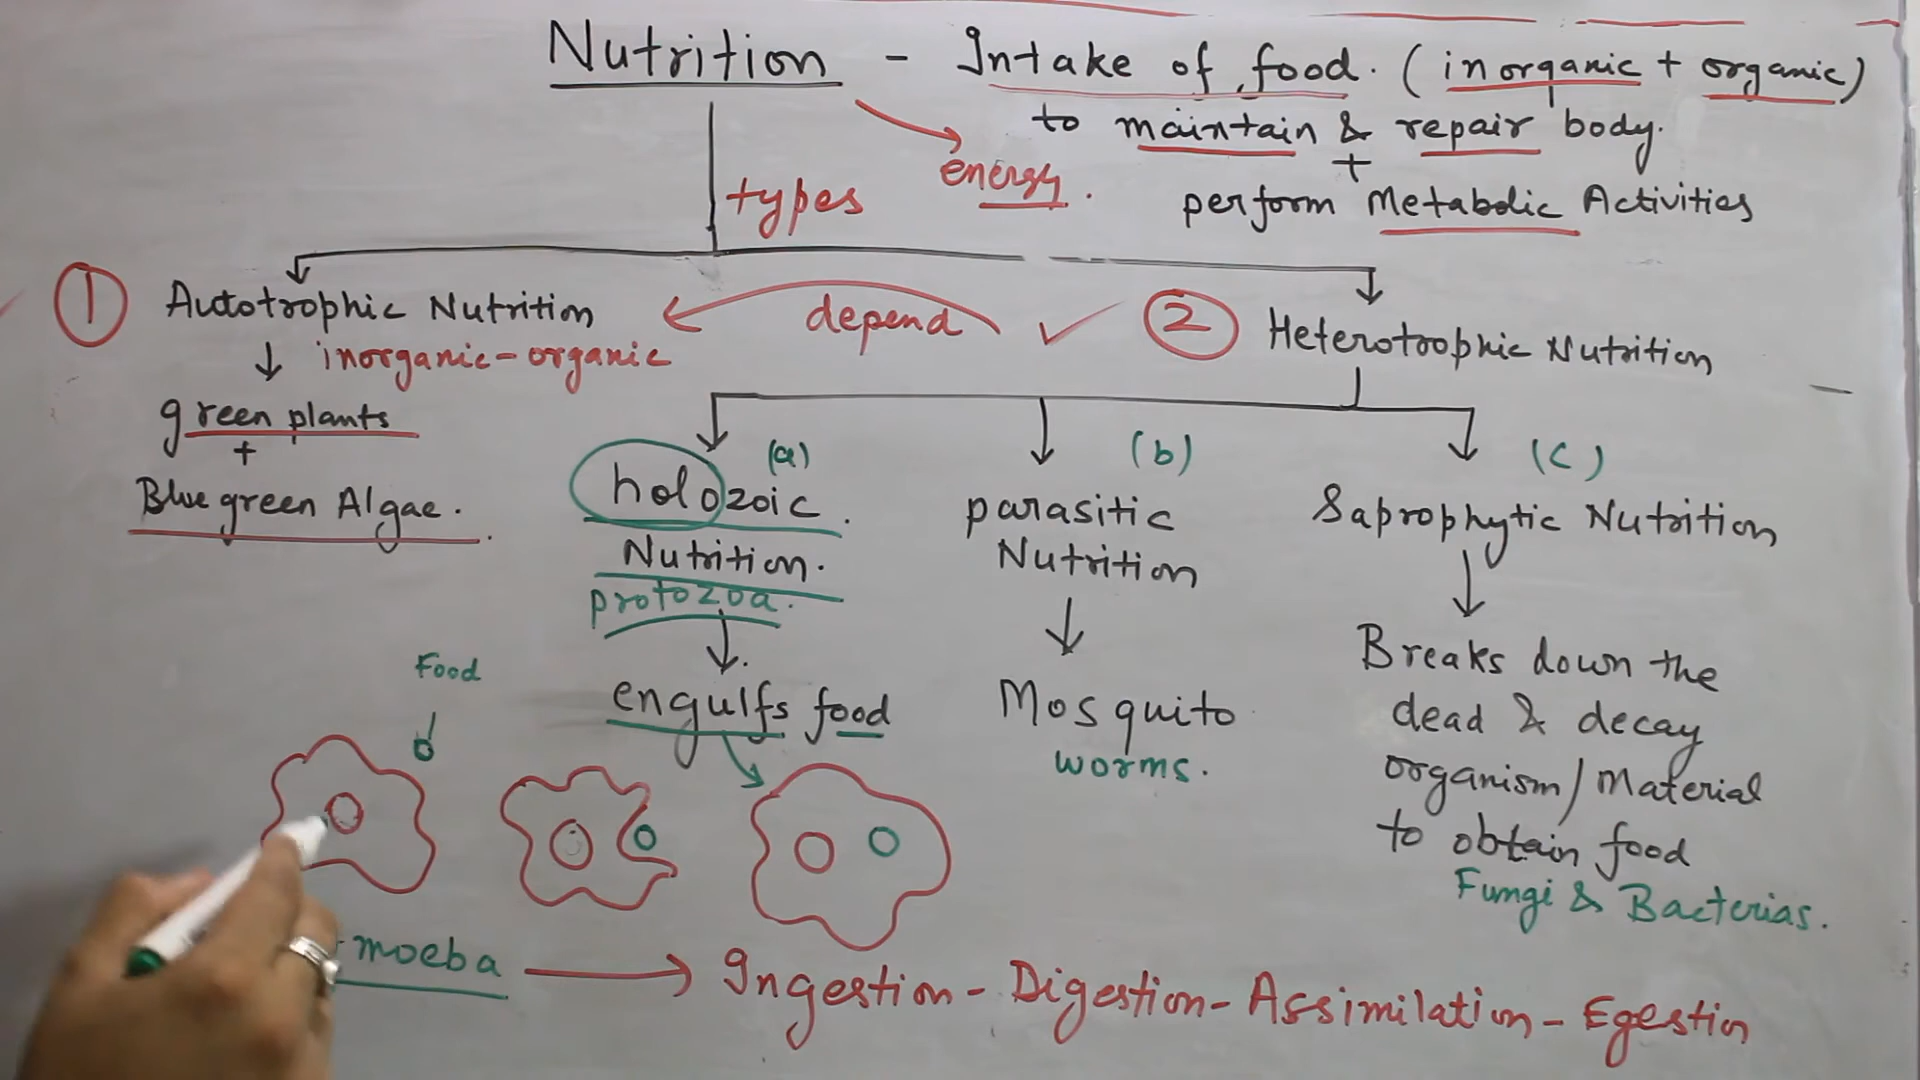 Nutrition - Intake of food. (inorganic + organic)
to maintain & repair body.
+
energy.
perform Metabolic Activities
types
1 Autotrophic Nutrition
depend
2 Heterotrophic Nutrition
inorganic-organic
green plants
+
Blue green Algae.
(a)
holozoic
Nutrition.
protozoa.
engulfs food
(b)
parasitic
Nutrition
Mosquito
worms.
(c)
Saprophytic Nutrition
Breaks down the
dead & decay
organism/Material
to obtain food
Fungi & Bacterias.
Food
moeba
Ingestion - Digestion - Assimilation - Egestion